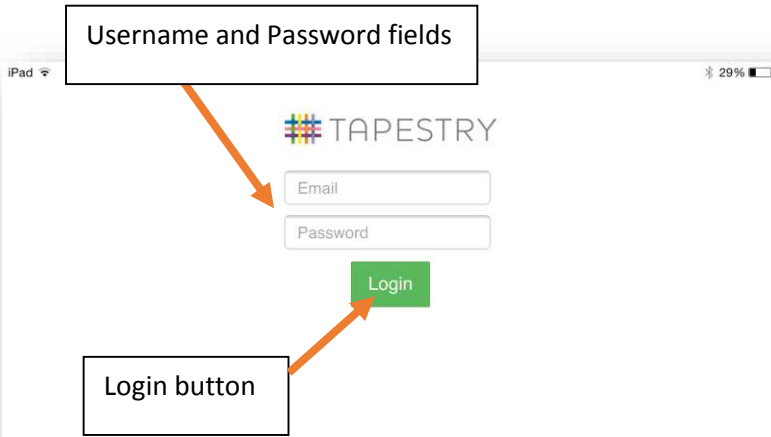 Username and Password fields
iPad 29%
TAPESTRY
Email
Password
Login
Login button